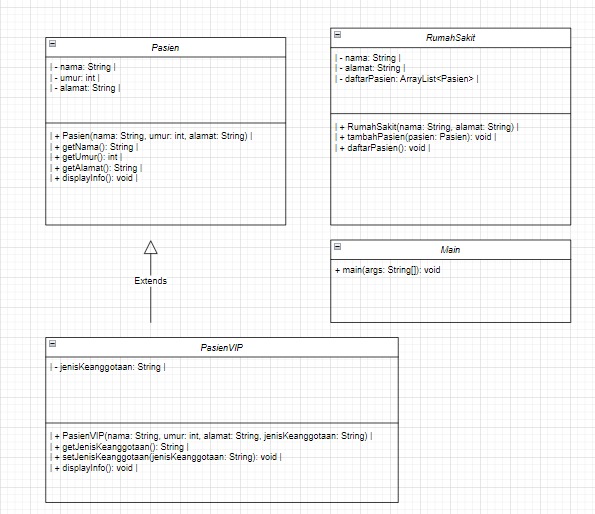 Pasien
| - nama: String |
| - umur: int |
| - alamat: String |
| + Pasien(nama: String, umur: int, alamat: String) |
| + getNama(): String |
| + getUmur(): int |
| + getAlamat(): String |
| + displayInfo(): void |
RumahSakit
| - nama: String |
| - alamat: String |
| - daftarPasien: ArrayList<Pasien> |
| + RumahSakit(nama: String, alamat: String) |
| + tambahPasien(pasien: Pasien): void |
| + daftarPasien(): void |
Main
+ main(args: String[]): void
Extends
PasienVIP
| - jenisKeanggotaan: String |
| + PasienVIP(nama: String, umur: int, alamat: String, jenisKeanggotaan: String) |
| + getJenisKeanggotaan(): String |
| + setJenisKeanggotaan(jenisKeanggotaan: String): void |
| + displayInfo(): void |